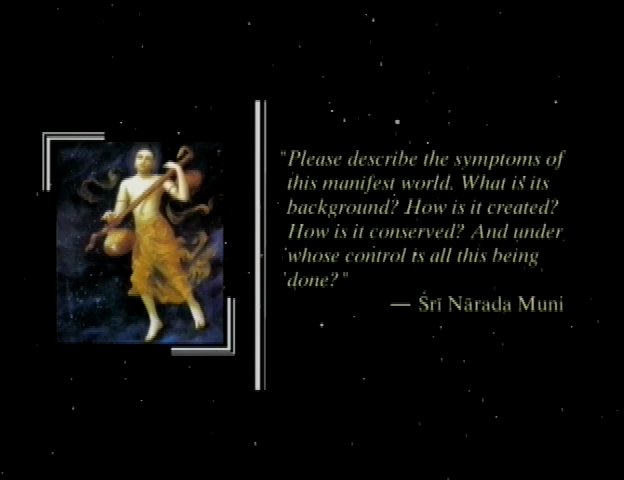 "Please describe the symptoms of
this manifest world. What is its
background? How is it created?
How is it conserved? And under
whose control is all this being
done?"
— Śrī Nārada Muni